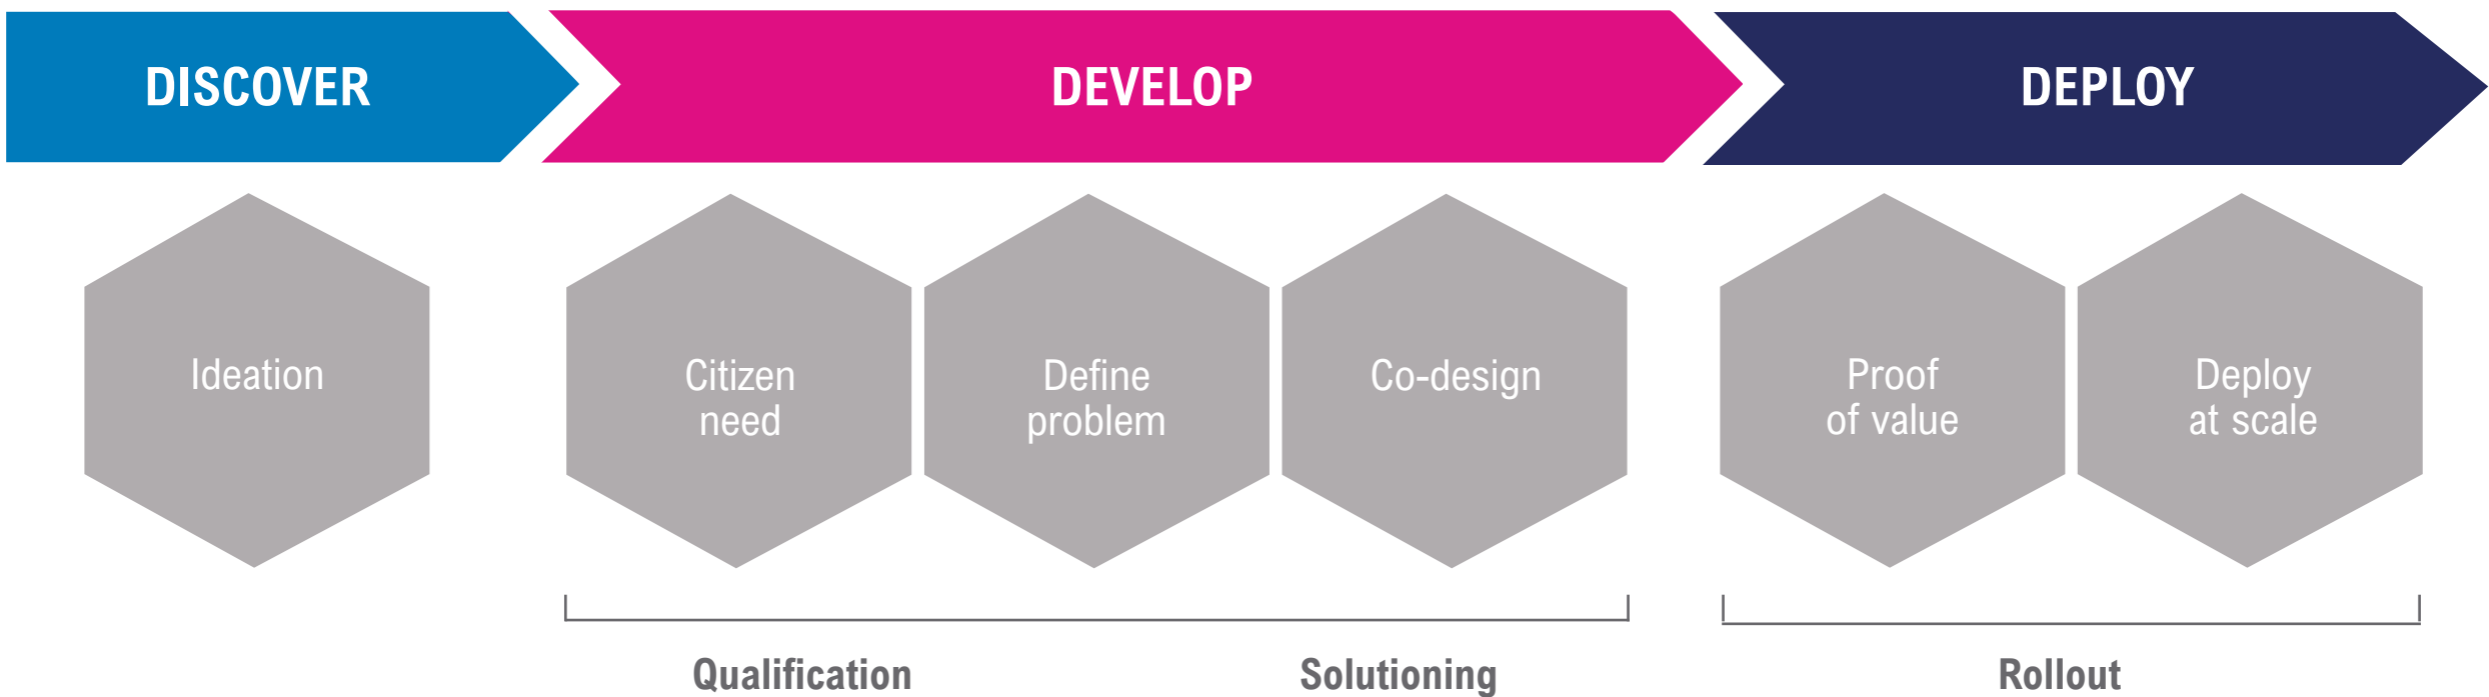 DISCOVER
DEVELOP
DEPLOY
Ideation
Citizen
need
Define
problem
Co-design
Proof
of value
Deploy
at scale
Qualification
Solutioning
Rollout